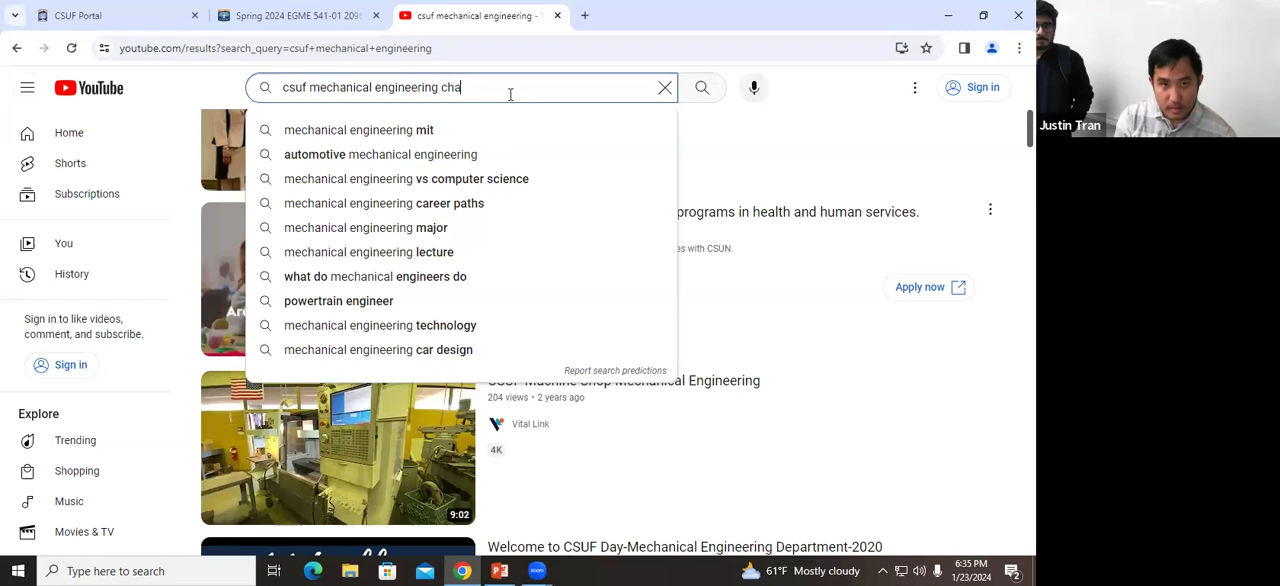 CSUF Portal
Spring 2024 EGME 541-01 209
csuf mechanical engineering -
youtube.com/results?search_query=csuf+mechanical+engineering
YouTube
csuf mechanical engineering cha
Sign in
Justin Tran
Home
Shorts
Subscriptions
You
History
Sign in to like videos,
comment, and subscribe.
Sign in
Explore
Trending
Shopping
Music
Movies & TV
mechanical egineering mit
automotive mechanical engineering
mechanical engineering vs computer science
mechanical engineering career paths
mechanical engineering major
mechanical engineering lecture
what do mechanical engineers do
powertrain engineer
mechanical engineering technology
mechanical engineering car design
Report search predictions
programs in health and human services.
es with CSUN.
Apply now
Are
CSUF Machine Shop Mechanical Engineering
204 views • 2 years ago
Vital Link
4K
9:02
Welcome to CSUF Day-Mechanical Engineering Department-2020
61°F Mostly cloudy
6:35 PM
1/23/2024
2